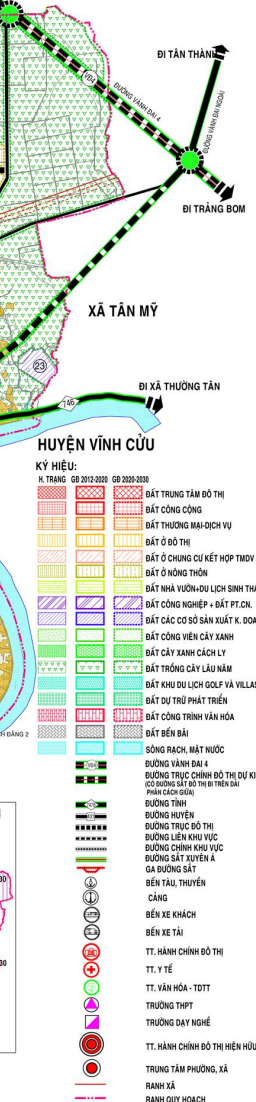 ĐI TÂN THÀNH
VĐ4
ĐƯỜNG VÀNH ĐAI 4
ĐƯỜNG VÀNH ĐAI NGOÀI
ĐI TRẢNG BOM
XÃ TÂN MỸ
23
ĐI XÃ THƯỜNG TÂN
746
HUYỆN VĨNH CỬU
KÝ HIỆU:
H. TRẠNG GĐ 2012-2020 GĐ 2020-2030
ĐẤT TRUNG TÂM ĐÔ THỊ
ĐẤT CÔNG CỘNG
ĐẤT THƯƠNG MẠI-DỊCH VỤ
ĐẤT Ở ĐÔ THỊ
ĐẤT Ở CHUNG CƯ KẾT HỢP TMDV
ĐẤT Ở NÔNG THÔN
ĐẤT NHÀ VƯỜN+DU LỊCH SINH THÁ
ĐẤT CÔNG NGHIỆP + ĐẤT PT.CN.
ĐẤT CÁC CƠ SỞ SẢN XUẤT K. DOA
ĐẤT CÔNG VIÊN CÂY XANH
ĐẤT CÂY XANH CÁCH LY
ĐẤT TRỒNG CÂY LÂU NĂM
ĐẤT KHU DU LỊCH GOLF VÀ VILLAS
ĐẤT DỰ TRỮ PHÁT TRIỂN
ĐẤT CÔNG TRÌNH VĂN HÓA
H ĐẰNG 2
ĐẤT BẾN BÃI
SÔNG RẠCH, MẶT NƯỚC
VĐ4
ĐƯỜNG VÀNH ĐAI 4
ĐƯỜNG TRỤC CHÍNH ĐÔ THỊ DỰ KI
(CÓ ĐƯỜNG SẮT ĐÔ THỊ ĐI TRÊN DẢI
PHÂN CÁCH GIỮA)
ĐƯỜNG TỈNH
ĐƯỜNG HUYỆN
ĐƯỜNG TRỤC ĐÔ THỊ
ĐƯỜNG LIÊN KHU VỰC
ĐƯỜNG CHÍNH KHU VỰC
ĐƯỜNG SẮT XUYÊN Á
GA ĐƯỜNG SẮT
BẾN TÀU, THUYỀN
CẢNG
BẾN XE KHÁCH
BẾN XE TẢI
30
TT. HÀNH CHÍNH ĐÔ THỊ
TT. Y TẾ
30
TT. VĂN HÓA - TDTT
TRƯỜNG THPT
TRƯỜNG DẠY NGHỀ
TT. HÀNH CHÍNH ĐÔ THỊ HIỆN HỮU
TRUNG TÂM PHƯỜNG, XÃ
RANH XÃ
RANH QUY HOẠCH